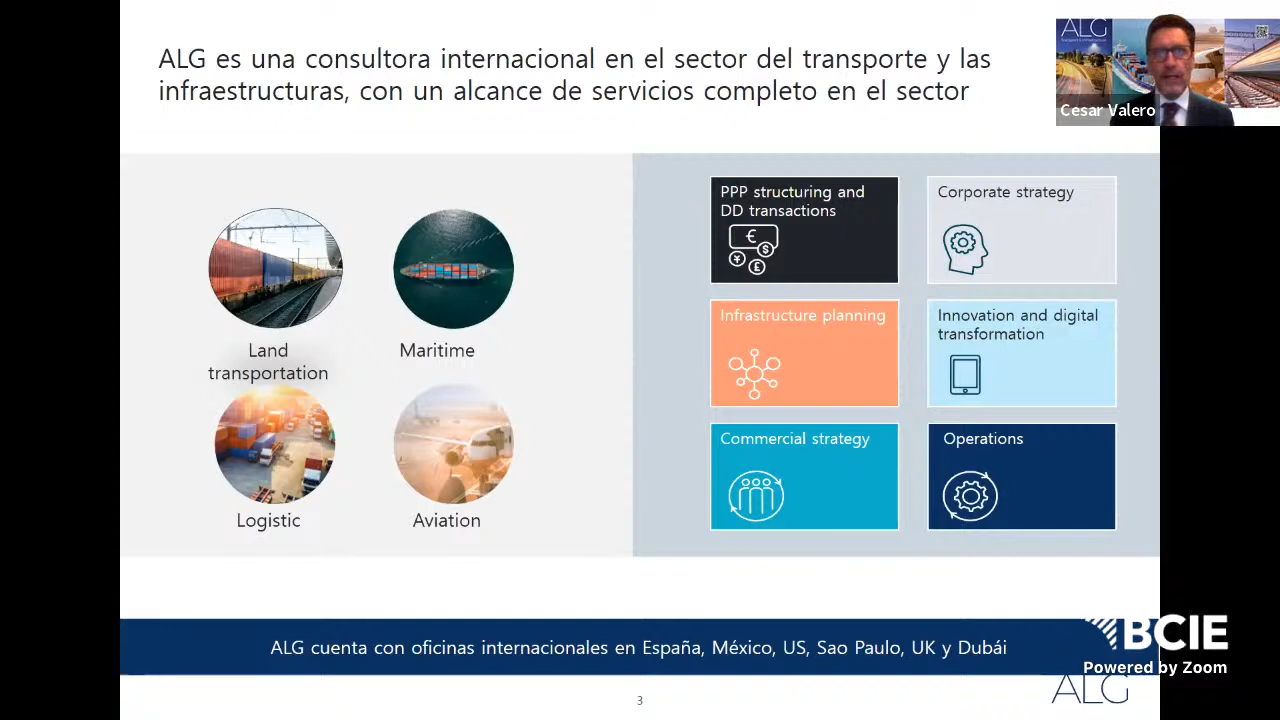 ALG es una consultora internacional en el sector del transporte y las
infraestructuras, con un alcance de servicios completo en el sector
ALG
Cesar Valero
Land
transportation
Maritime
Logistic
Aviation
PPP structuring and
DD transactions
Corporate strategy
Infrastructure planning
Innovation and digital
transformation
Commercial strategy
Operations
ALG cuenta con oficinas internacionales en España, México, US, Sao Paulo, UK y Dubái
BCIE
Powered by Zoom
ALG
3